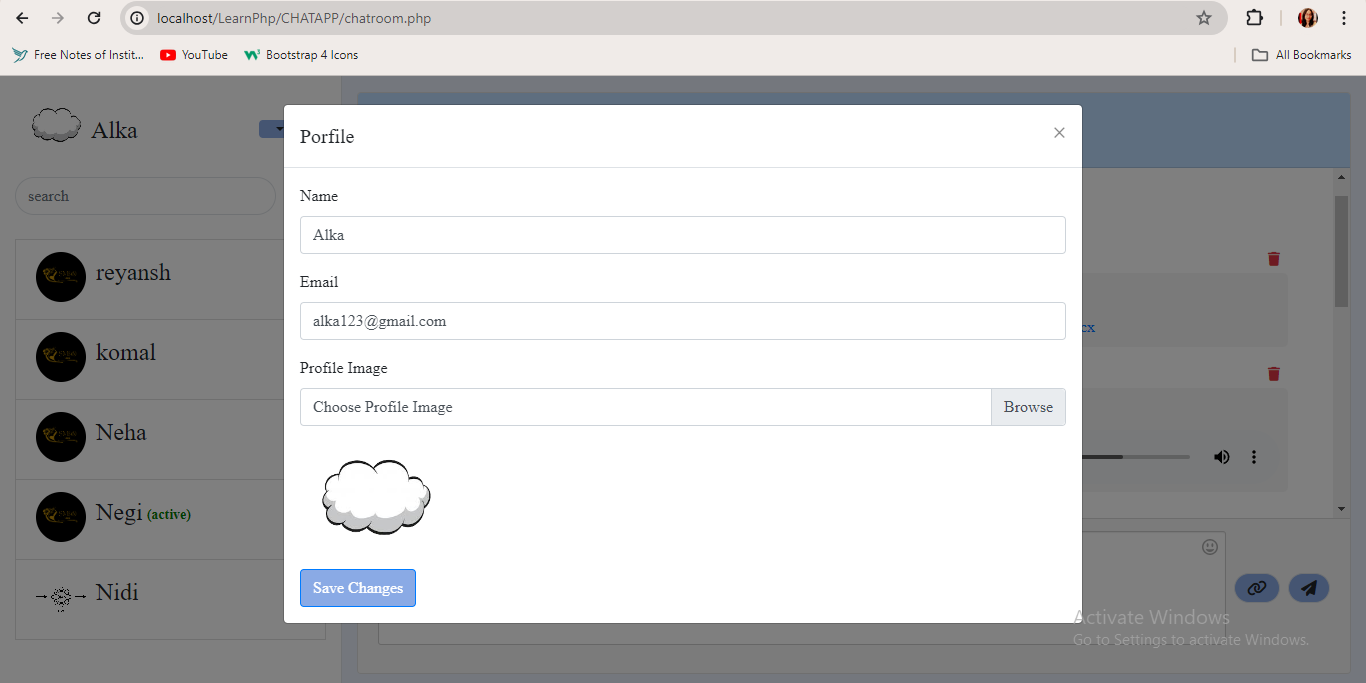 localhost/LearnPhp/CHATAPP/chatroom.php
Free Notes of Instit...
YouTube
Bootstrap 4 Icons
All Bookmarks
Alka
search
reyansh
komal
Neha
Negi (active)
Nidi
Porfile
×
Name
Alka
Email
alka123@gmail.com
Profile Image
Choose Profile Image Browse
Save Changes
cx
Activate Windows
Go to Settings to activate Windows.